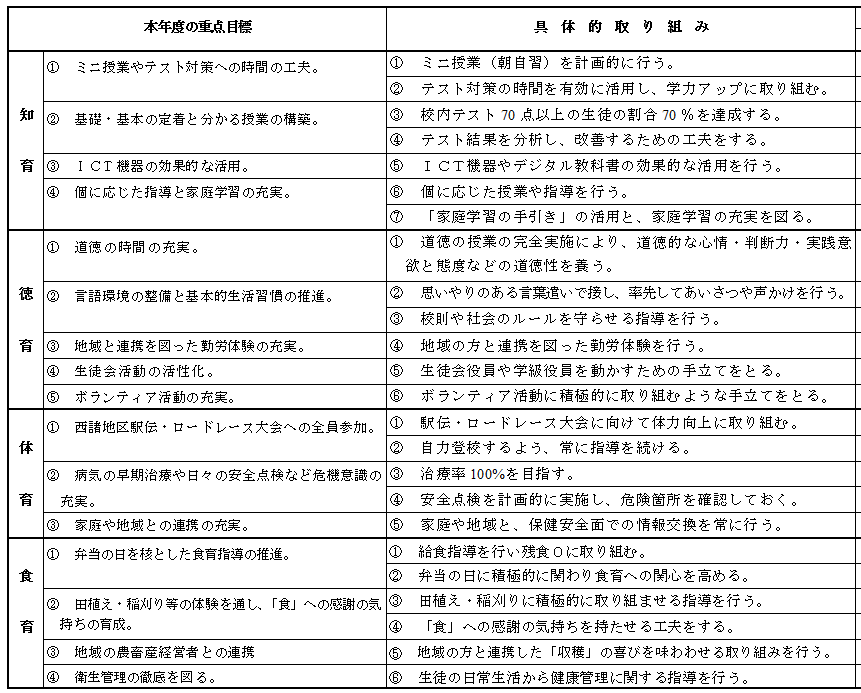 本年度の重点目標
具体的取り組み
知育
① ミニ授業やテスト対策への時間の工夫。
① ミニ授業（朝自習）を計画的に行う。
② テスト対策の時間を有効に活用し、学力アップに取り組む。
② 基礎・基本の定着と分かる授業の構築。
③ 校内テスト70点以上の生徒の割合70％を達成する。
④ テスト結果を分析し、改善するための工夫をする。
③ ＩＣＴ機器の効果的な活用。
⑤ ＩＣＴ機器やデジタル教科書の効果的な活用を行う。
④ 個に応じた指導と家庭学習の充実。
⑥ 個に応じた授業や指導を行う。
⑦ 「家庭学習の手引き」の活用と、家庭学習の充実を図る。
徳育
① 道徳の時間の充実。
① 道徳の授業の完全実施により、道徳的な心情・判断力・実践意
欲と態度などの道徳性を養う。
② 言語環境の整備と基本的生活習慣の推進。
② 思いやりのある言葉遣いで接し、率先してあいさつや声かけを行う。
③ 校則や社会のルールを守らせる指導を行う。
③ 地域と連携を図った勤労体験の充実。
④ 地域の方と連携を図った勤労体験を行う。
④ 生徒会活動の活性化。
⑤ 生徒会役員や学級役員を動かすための手立てをとる。
⑤ ボランティア活動の充実。
⑥ ボランティア活動に積極的に取り組むような手立てをとる。
体育
① 西諸地区駅伝・ロードレース大会への全員参加。
① 駅伝・ロードレース大会に向けて体力向上に取り組む。
② 自力登校するよう、常に指導を続ける。
② 病気の早期治療や日々の安全点検など危機意識の
充実。
③ 治療率100%を目指す。
④ 安全点検を計画的に実施し、危険箇所を確認しておく。
③ 家庭や地域との連携の充実。
⑤ 家庭や地域と、保健安全面での情報交換を常に行う。
食育
① 弁当の日を核とした食育指導の推進。
① 給食指導を行い残食０に取り組む。
② 弁当の日に積極的に関わり食育への関心を高める。
② 田植え・稲刈り等の体験を通し、「食」への感謝の気
持ちの育成。
③ 田植え・稲刈りに積極的に取り組ませる指導を行う。
④ 「食」への感謝の気持ちを持たせる工夫をする。
③ 地域の農畜産経営者との連携
⑤ 地域の方と連携した「収穫」の喜びを味わわせる取り組みを行う。
④ 衛生管理の徹底を図る。
⑥ 生徒の日常生活から健康管理に関する指導を行う。